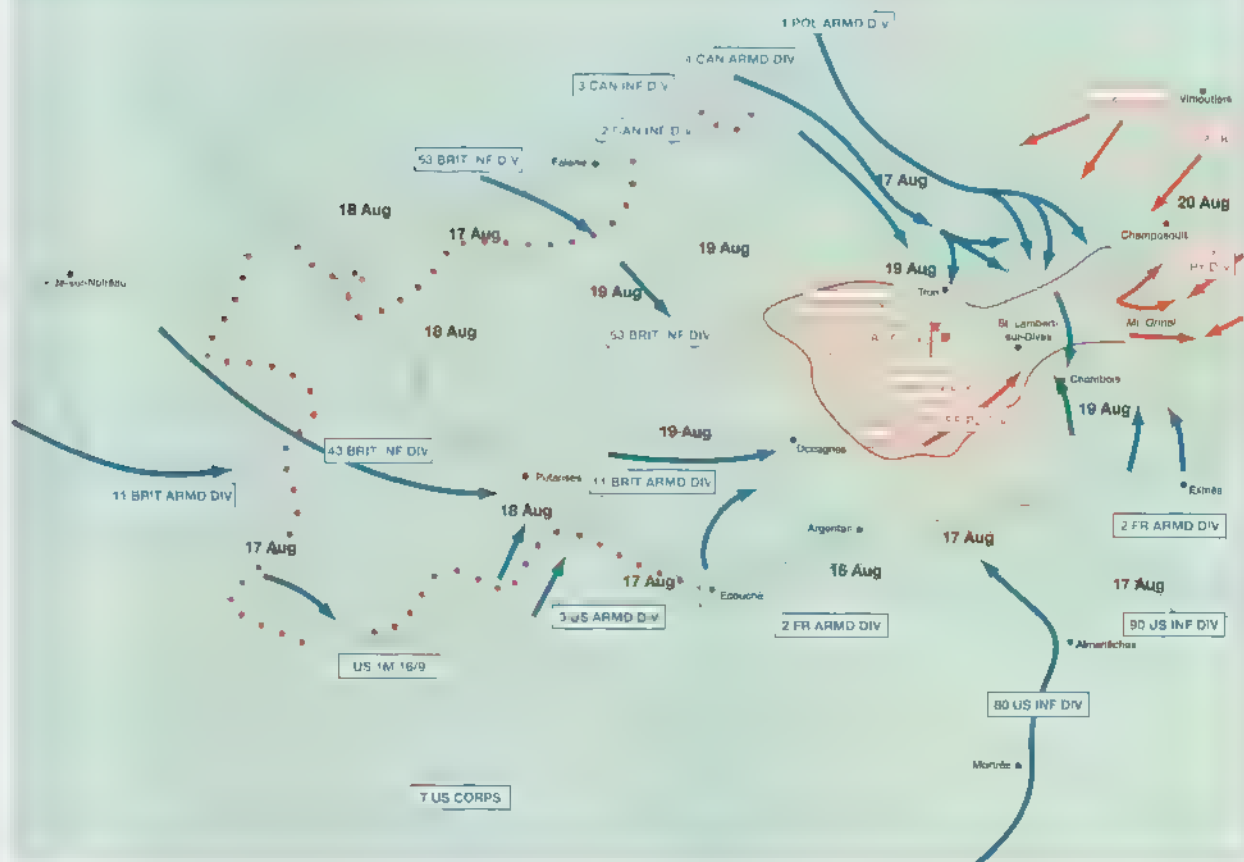 1 POL ARMD DIV
4 CAN ARMD DIV
3 CAN INF DIV
Vimoutiers
2 CAN INF DIV
53 BRIT INF DIV
Falaise
17 Aug
18 Aug
20 Aug
17 Aug
Champosoult
19 Aug
19 Aug
-sur-Noireau
19 Aug
Trun
18 Aug
53 BRIT INF DIV
St. Lambert-
sur-Dives
Mt. Ormel
Chambois
19 Aug
19 Aug
43 BRIT INF DIV
Occagnes
Putanges
11 BRIT ARMD DIV
11 BRIT ARMD DIV
Exmes
18 Aug
2 FR ARMD DIV
Argentan
17 Aug
17 Aug
16 Aug
17 Aug
17 Aug
Ecouché
3 US ARMD DIV
2 FR ARMD DIV
90 US INF DIV
Almenêches
80 US INF DIV
Mortrée
7 US CORPS